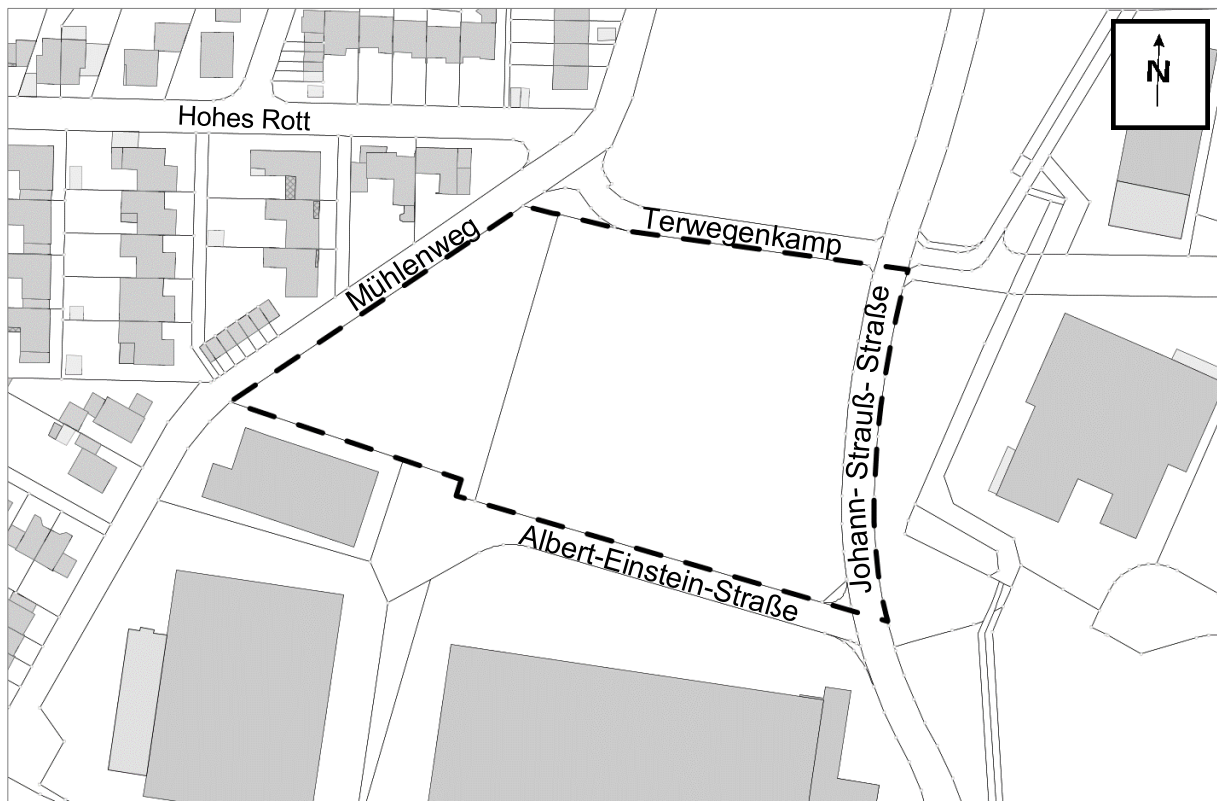 N
Hohes Rott
Terwegenkamp
Mühlenweg
Johann- Strauß- Straße
Albert-Einstein-Straße